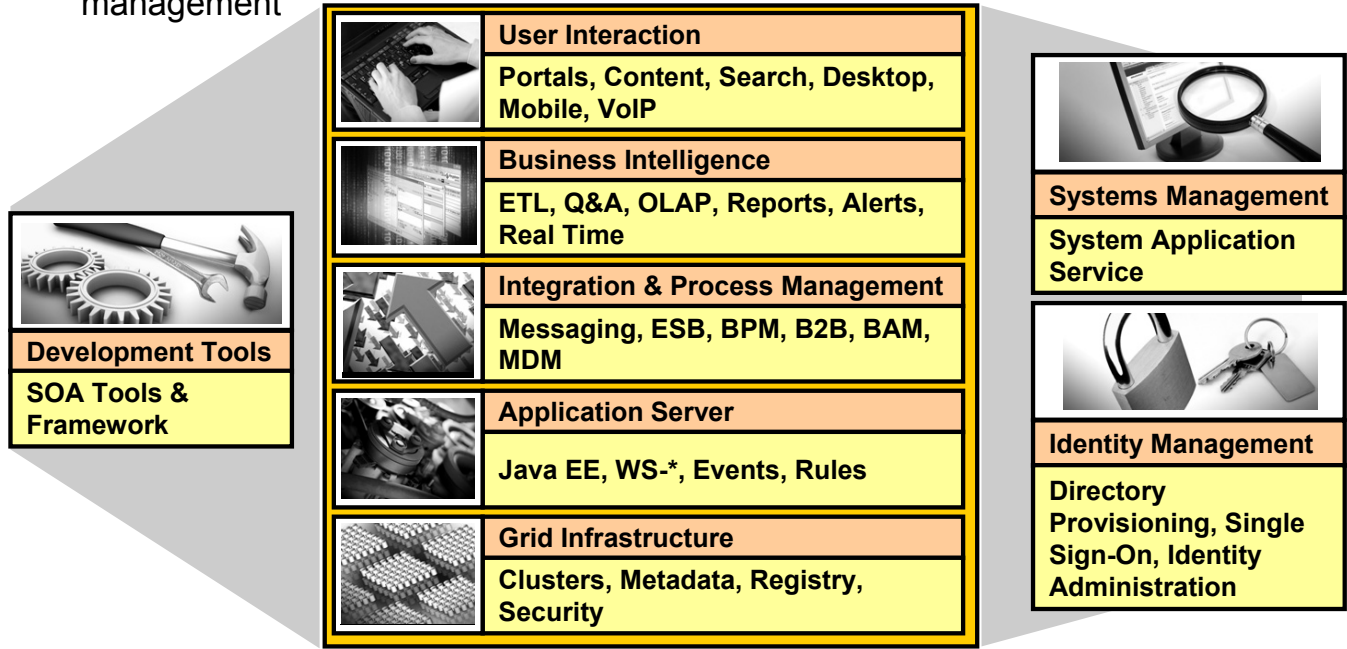 management
User Interaction
Portals, Content, Search, Desktop,
Mobile, VoIP
Business Intelligence
ETL, Q&A, OLAP, Reports, Alerts,
Real Time
Integration & Process Management
Messaging, ESB, BPM, B2B, BAM,
MDM
Application Server
Java EE, WS-*, Events, Rules
Grid Infrastructure
Clusters, Metadata, Registry,
Security
Development Tools
SOA Tools &
Framework
Systems Management
System Application
Service
Identity Management
Directory
Provisioning, Single
Sign-On, Identity
Administration